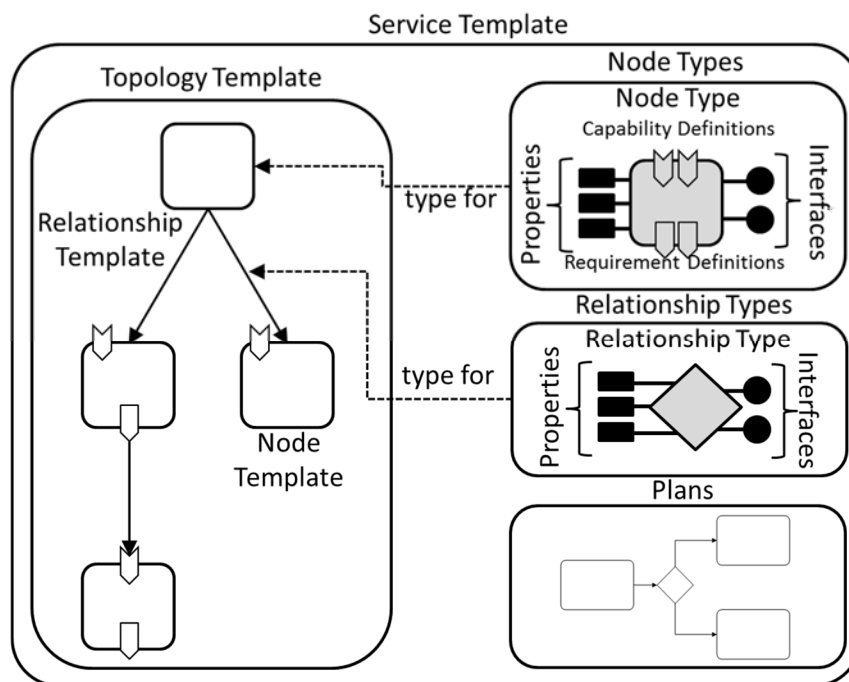 Service Template
Topology Template
Relationship
Template
Node
Template
type for
type for
Node Types
Node Type
Capability Definitions
Properties
Interfaces
Requirement Definitions
Relationship Types
Relationship Type
Properties
Interfaces
Plans